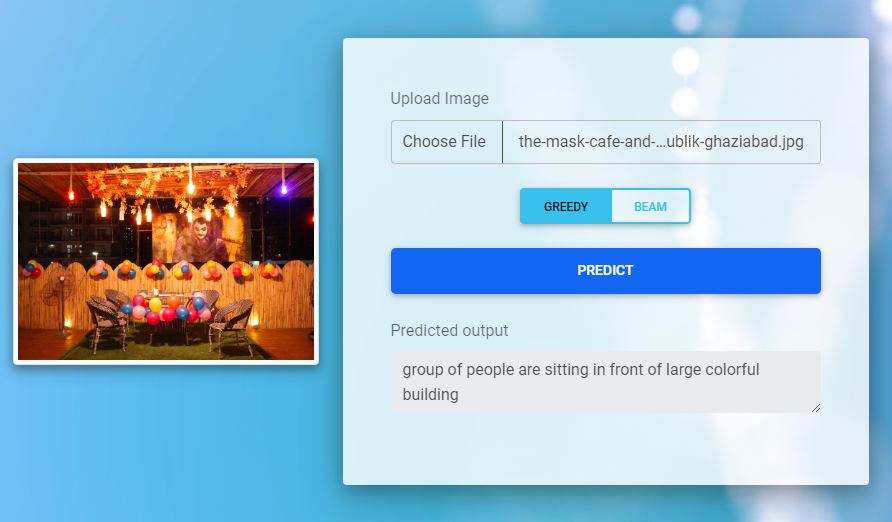 Upload Image
Choose File the-mask-cafe-and-...ublik-ghaziabad.jpg
GREEDY BEAM
PREDICT
Predicted output
group of people are sitting in front of large colorful
building